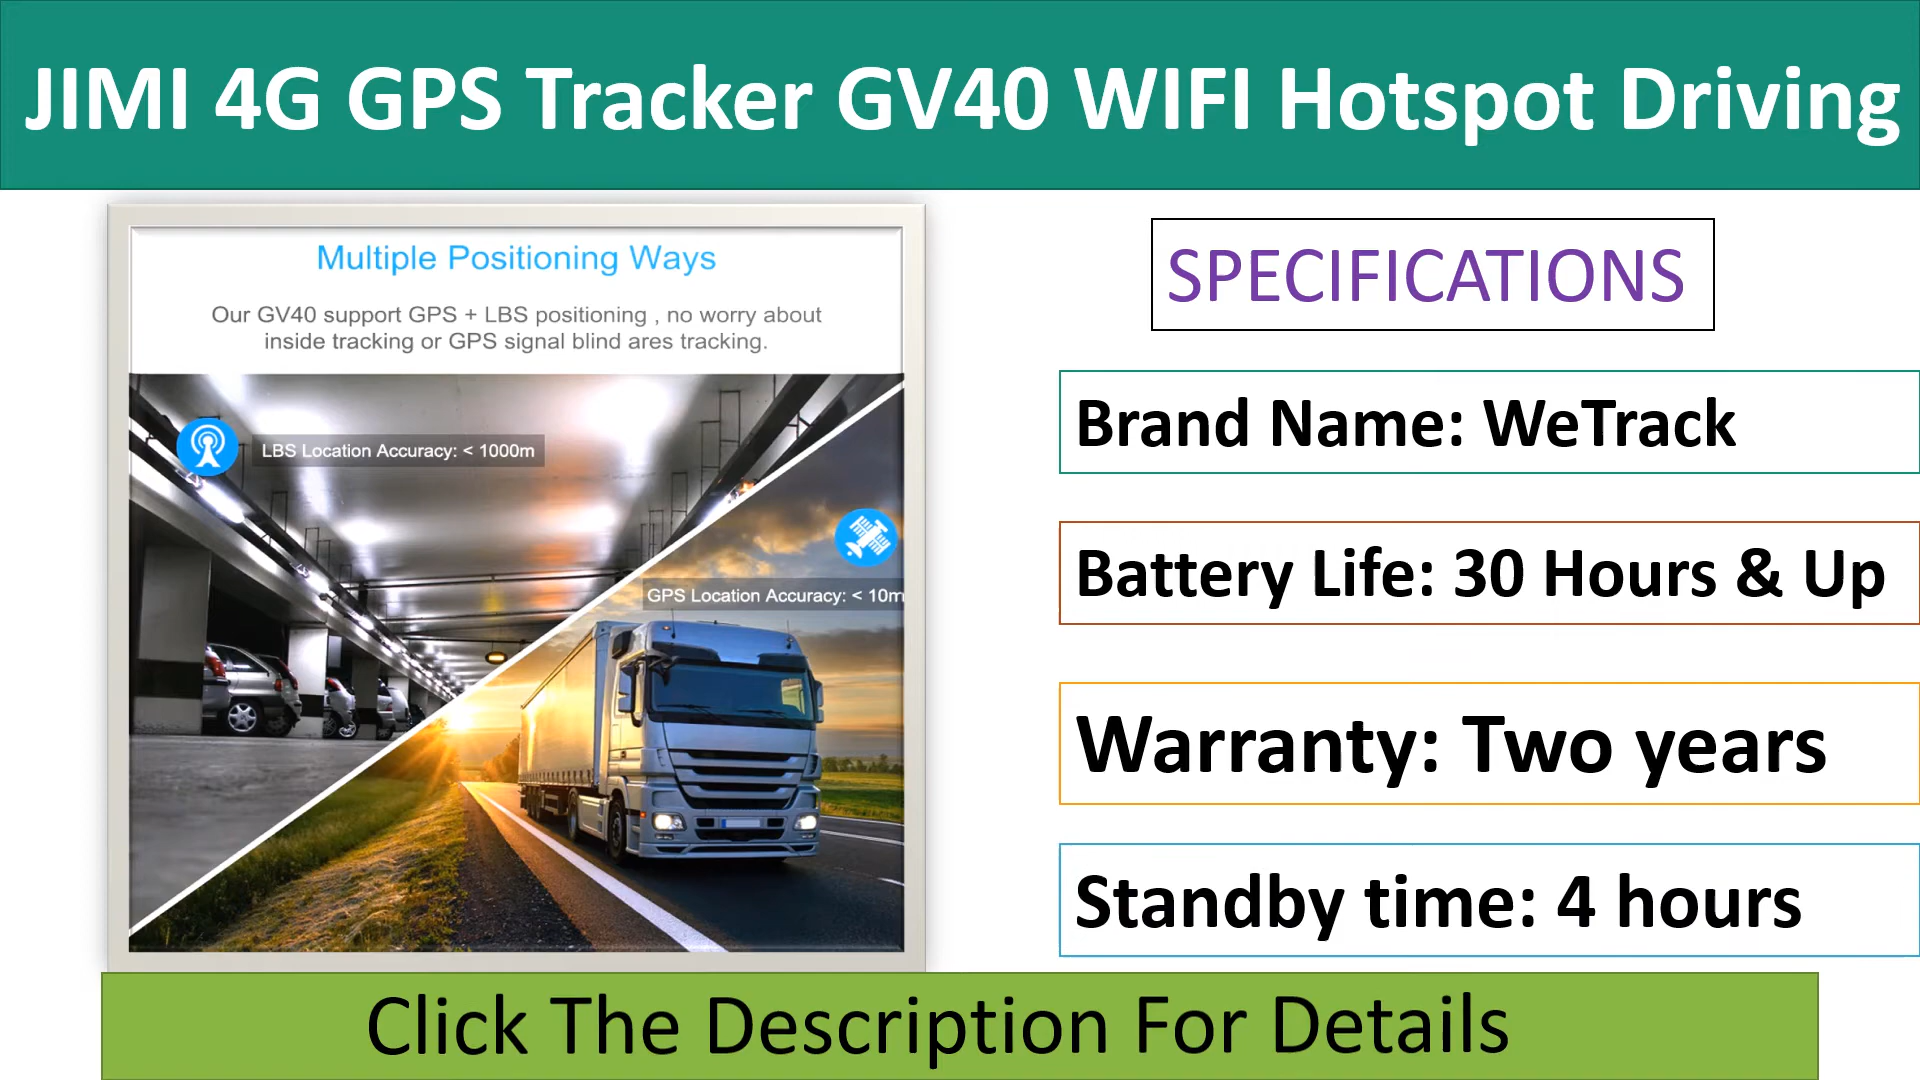 JIMI 4G GPS Tracker GV40 WIFI Hotspot Driving
Multiple Positioning Ways
Our GV40 support GPS + LBS positioning , no worry about
inside tracking or GPS signal blind ares tracking.
LBS Location Accuracy: < 1000m
GPS Location Accuracy: < 10m
SPECIFICATIONS
Brand Name: WeTrack
Battery Life: 30 Hours & Up
Warranty: Two years
Standby time: 4 hours
Click The Description For Details